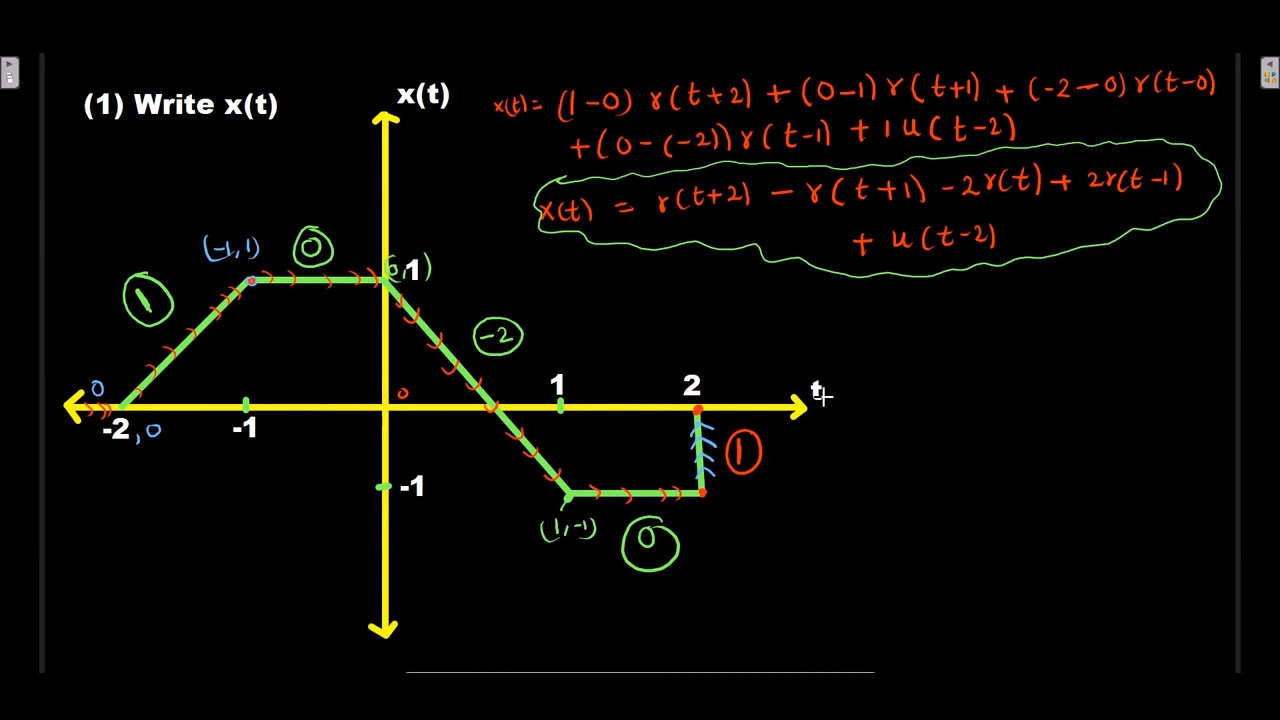 (1) Write x(t)
x(t)
x(t)= (1-0) r(t+2) + (0-1) r(t+1) + (-2-0) r(t-0)
+(0-(-2)) r(t-1) + 1 u(t-2)
x(t) = r(t+2) - r(t+1) - 2r(t) + 2r(t-1)
+ u(t-2)
(-1,1)
0
(0,1)
1
1
-2
0
0
1
2
t
-2,0
-1
1
-1
(1,-1)
0